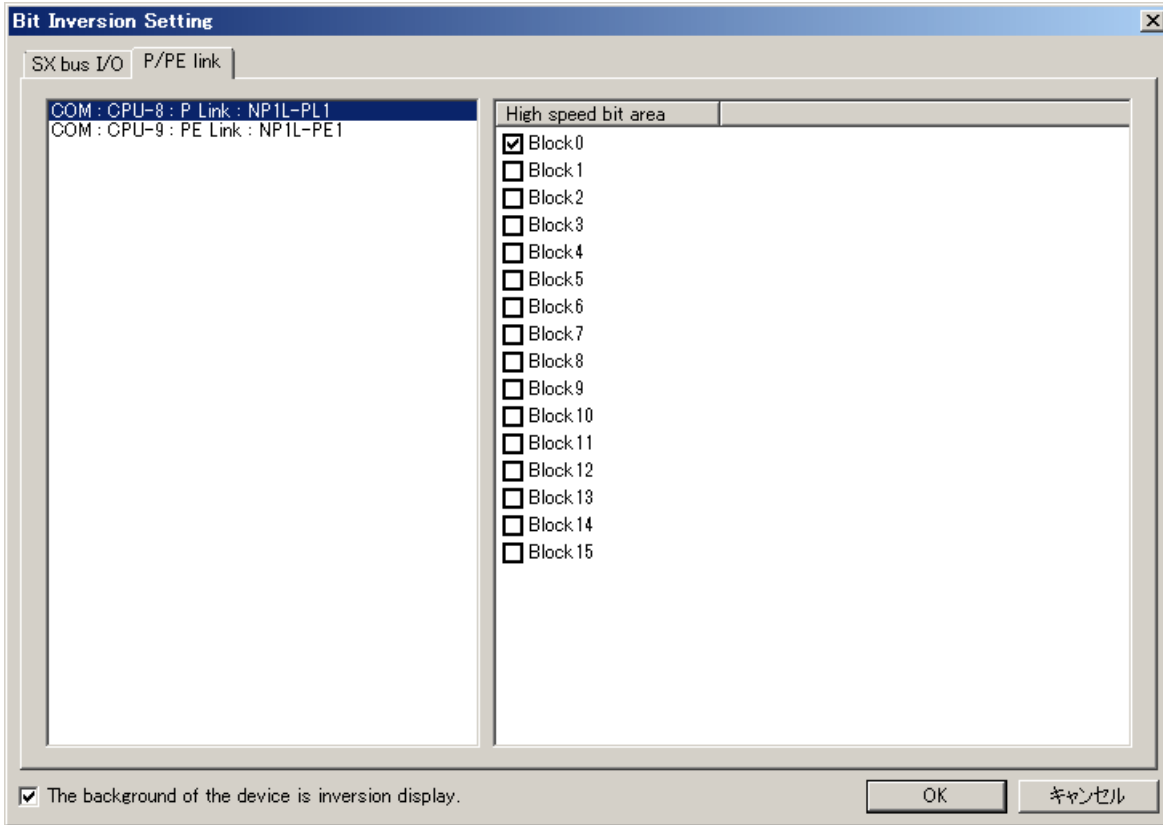 Bit Inversion Setting
SX bus I/O
P/PE link
COM : CPU-8 : P Link : NP1L-PL1
COM : CPU-9 : PE Link : NP1L-PE1
High speed bit area
Block0
Block1
Block2
Block3
Block4
Block5
Block6
Block7
Block8
Block9
Block10
Block11
Block12
Block13
Block14
Block15
The background of the device is inversion display.
OK
キャンセル